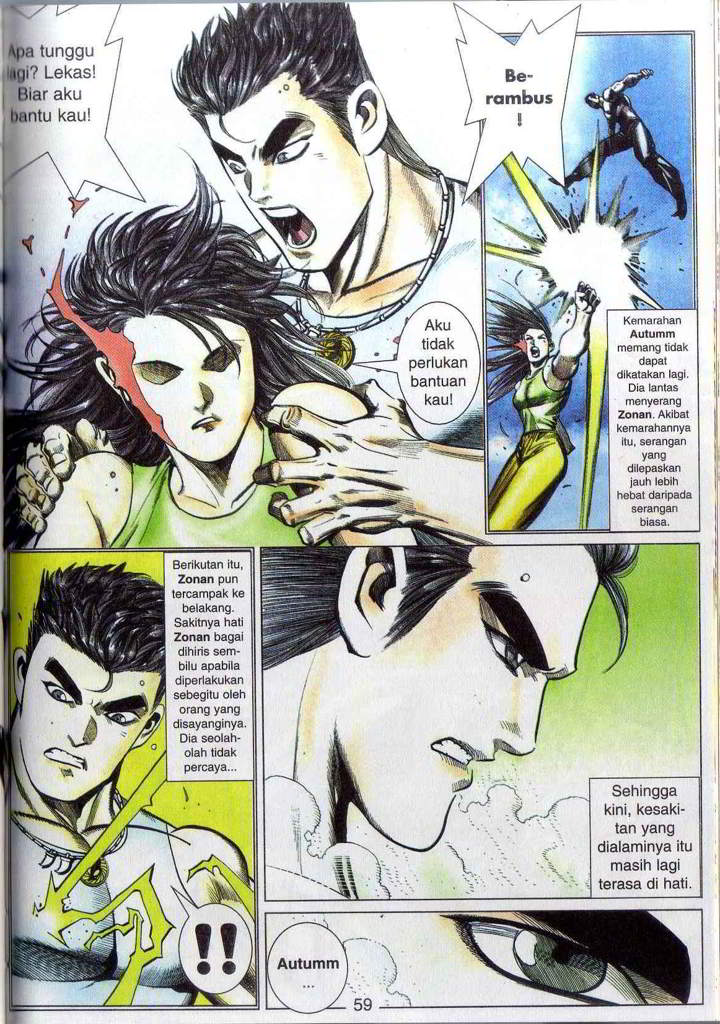 Apa tunggu
lagi? Lekas!
Biar aku
bantu kau!
Be-
rambus
!
Aku
tidak
perlukan
bantuan
kau!
Kemarahan
Autumm
memang tidak
dapat
dikatakan lagi.
Dia lantas
menyerang
Zonan. Akibat
kemarahannya
itu, serangan
yang
dilepaskan
jauh lebih
hebat daripada
serangan
biasa.
Berikutan itu,
Zonan pun
tercampak ke
belakang.
Sakitnya hati
Zonan bagai
dihiris sem-
bilu apabila
diperlakukan
sebegitu oleh
orang yang
disayanginya.
Dia seolah-
olah tidak
percaya...
!!
Sehingga
kini, kesaki-
tan yang
dialaminya itu
masih lagi
terasa di hati.
Autumm
...
59